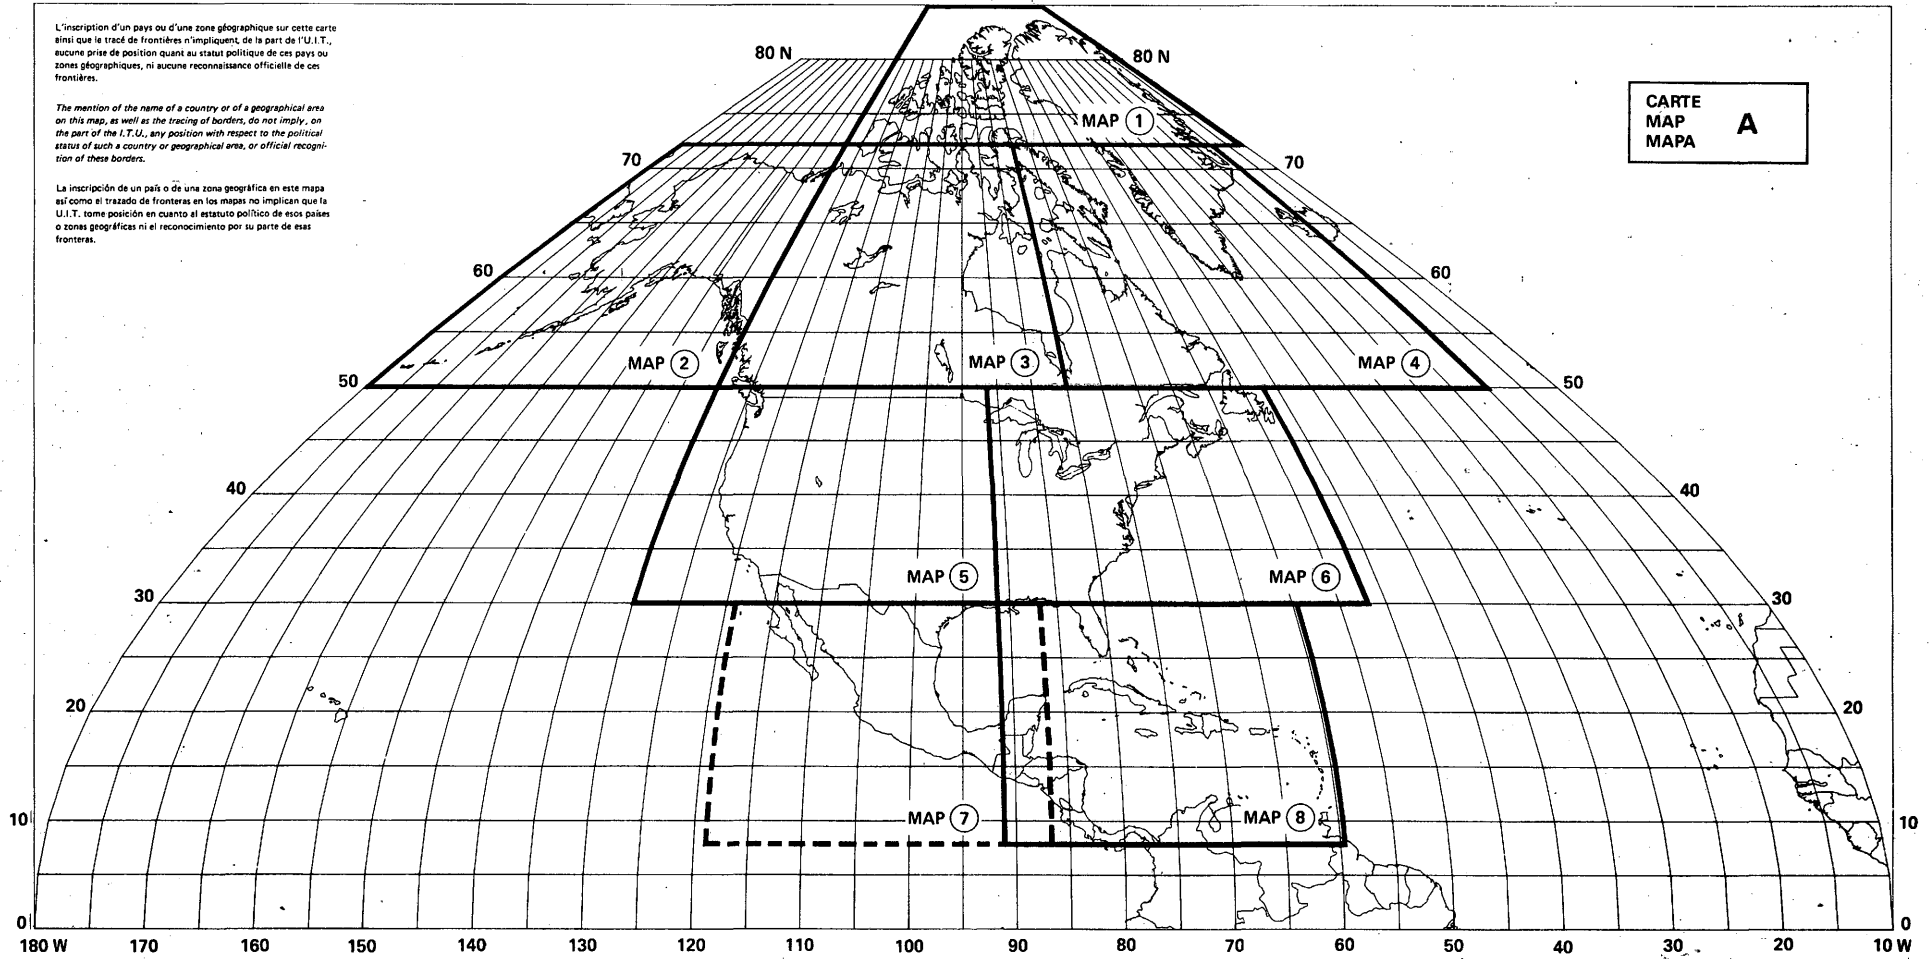 L'inscription d'un pays ou d'une zone géographique sur cette carte
ainsi que le tracé de frontières n'impliquent, de la part de l'U.I.T.,
aucune prise de position quant au statut politique de ces pays ou
zones géographiques, ni aucune reconnaissance officielle de ces
frontières.
The mention of the name of a country or of a geographical area
on this map, as well as the tracing of borders, do not imply, on
the part of the I.T.U., any position with respect to the political
status of such a country or geographical area, or official recogni-
tion of these borders.
La inscripción de un país o de una zona geográfica en este mapa
así como el trazado de fronteras en los mapas no implican que la
U.I.T. tome posición en cuanto al estatuto político de esos países
o zonas geográficas ni el reconocimiento por su parte de esas
fronteras.
CARTE
MAP A
MAPA
80 N 80 N
MAP 1
70 70
60 60
MAP 2 MAP 3 MAP 4
50 50
40 40
MAP 5 MAP 6
30 30
20 20
MAP 7 MAP 8
10 10
0 0
180 W 170 160 150 140 130 120 110 100 90 80 70 60 50 40 30 20 10 W